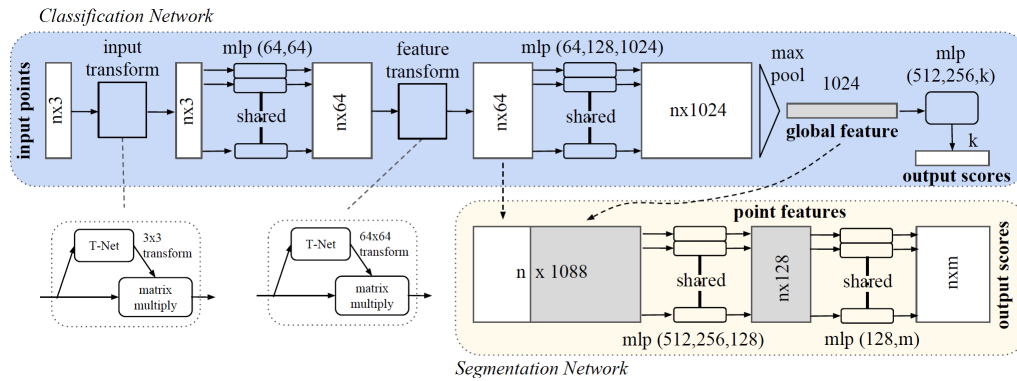 Classification Network
input points
nx3
input
transform
nx3
mlp (64,64)
shared
nx64
feature
transform
nx64
mlp (64,128,1024)
shared
nx1024
max
pool
1024
global feature
mlp
(512,256,k)
k
output scores
T-Net
3x3
transform
matrix
multiply
T-Net
64x64
transform
matrix
multiply
point features
n x 1088
shared
mlp (512,256,128)
nx128
shared
mlp (128,m)
nxm
output scores
Segmentation Network